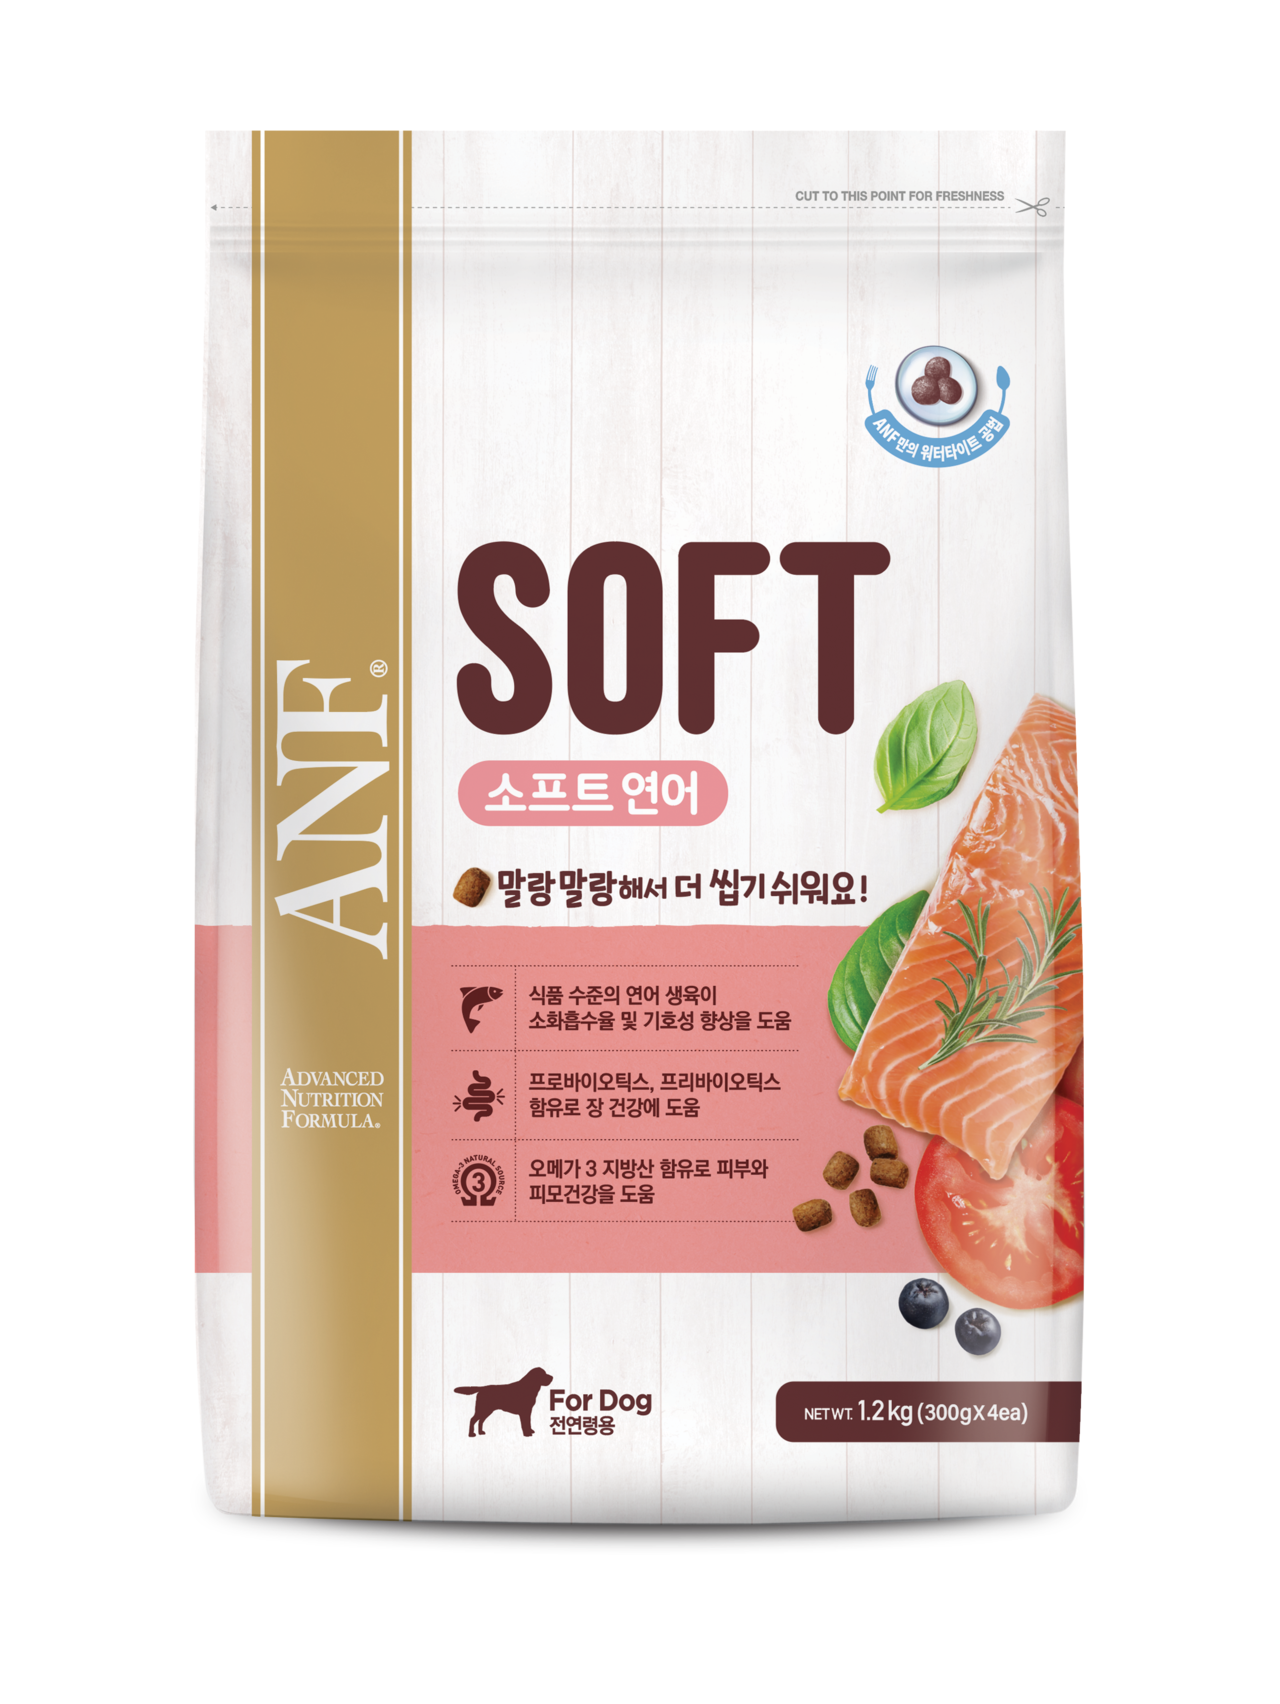 CUT TO THIS POINT FOR FRESHNESS
ANF만의 워터타이트 공법
ANF®
ADVANCED
NUTRITION
FORMULA®
SOFT
소프트 연어
말랑말랑해서 더 씹기 쉬워요!
식품 수준의 연어 생육이
소화흡수율 및 기호성 향상을 도움
프로바이오틱스, 프리바이오틱스
함유로 장 건강에 도움
OMEGA-3 NATURAL SOURCE
3
오메가 3 지방산 함유로 피부와
피모건강을 도움
For Dog
전연령용
NET WT. 1.2kg (300gX4ea)